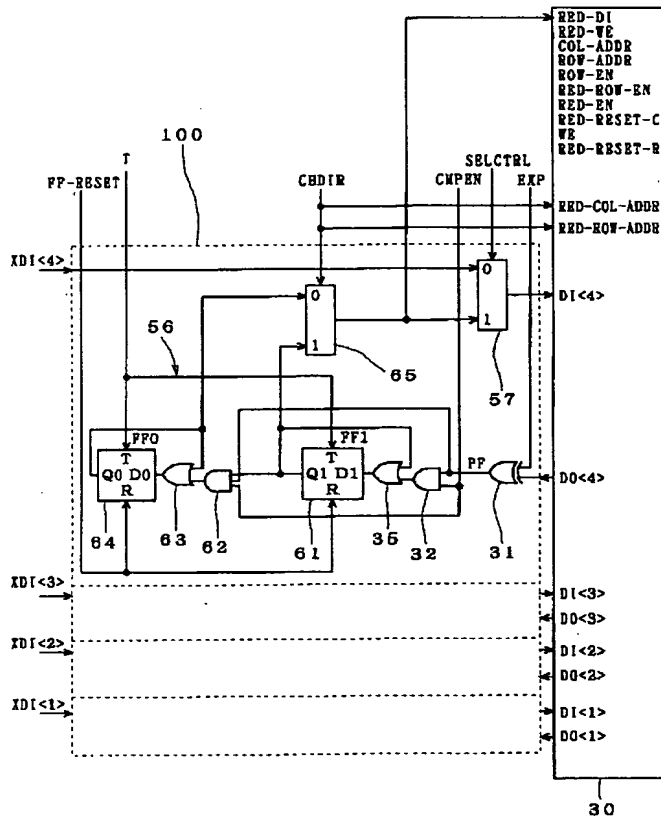 RED-DI
RED-WE
COL-ADDR
ROW-ADDR
ROW-EN
RED-ROW-EN
RED-EN
RED-RESET-C
WE
RED-RESET-R
100
T
FF-RESET
CHDIR
SELCTRL
CMPEN
EXP
RED-COL-ADDR
RED-ROW-ADDR
XDI<4>
0
0
DI<4>
1
1
56
65
57
FF0
FF1
PF
T
T
Q0 D0
Q1 D1
DO<4>
R
R
64
63
62
61
35
32
31
XDI<3>
DI<3>
DO<3>
XDI<2>
DI<2>
DO<2>
XDI<1>
DI<1>
DO<1>
30